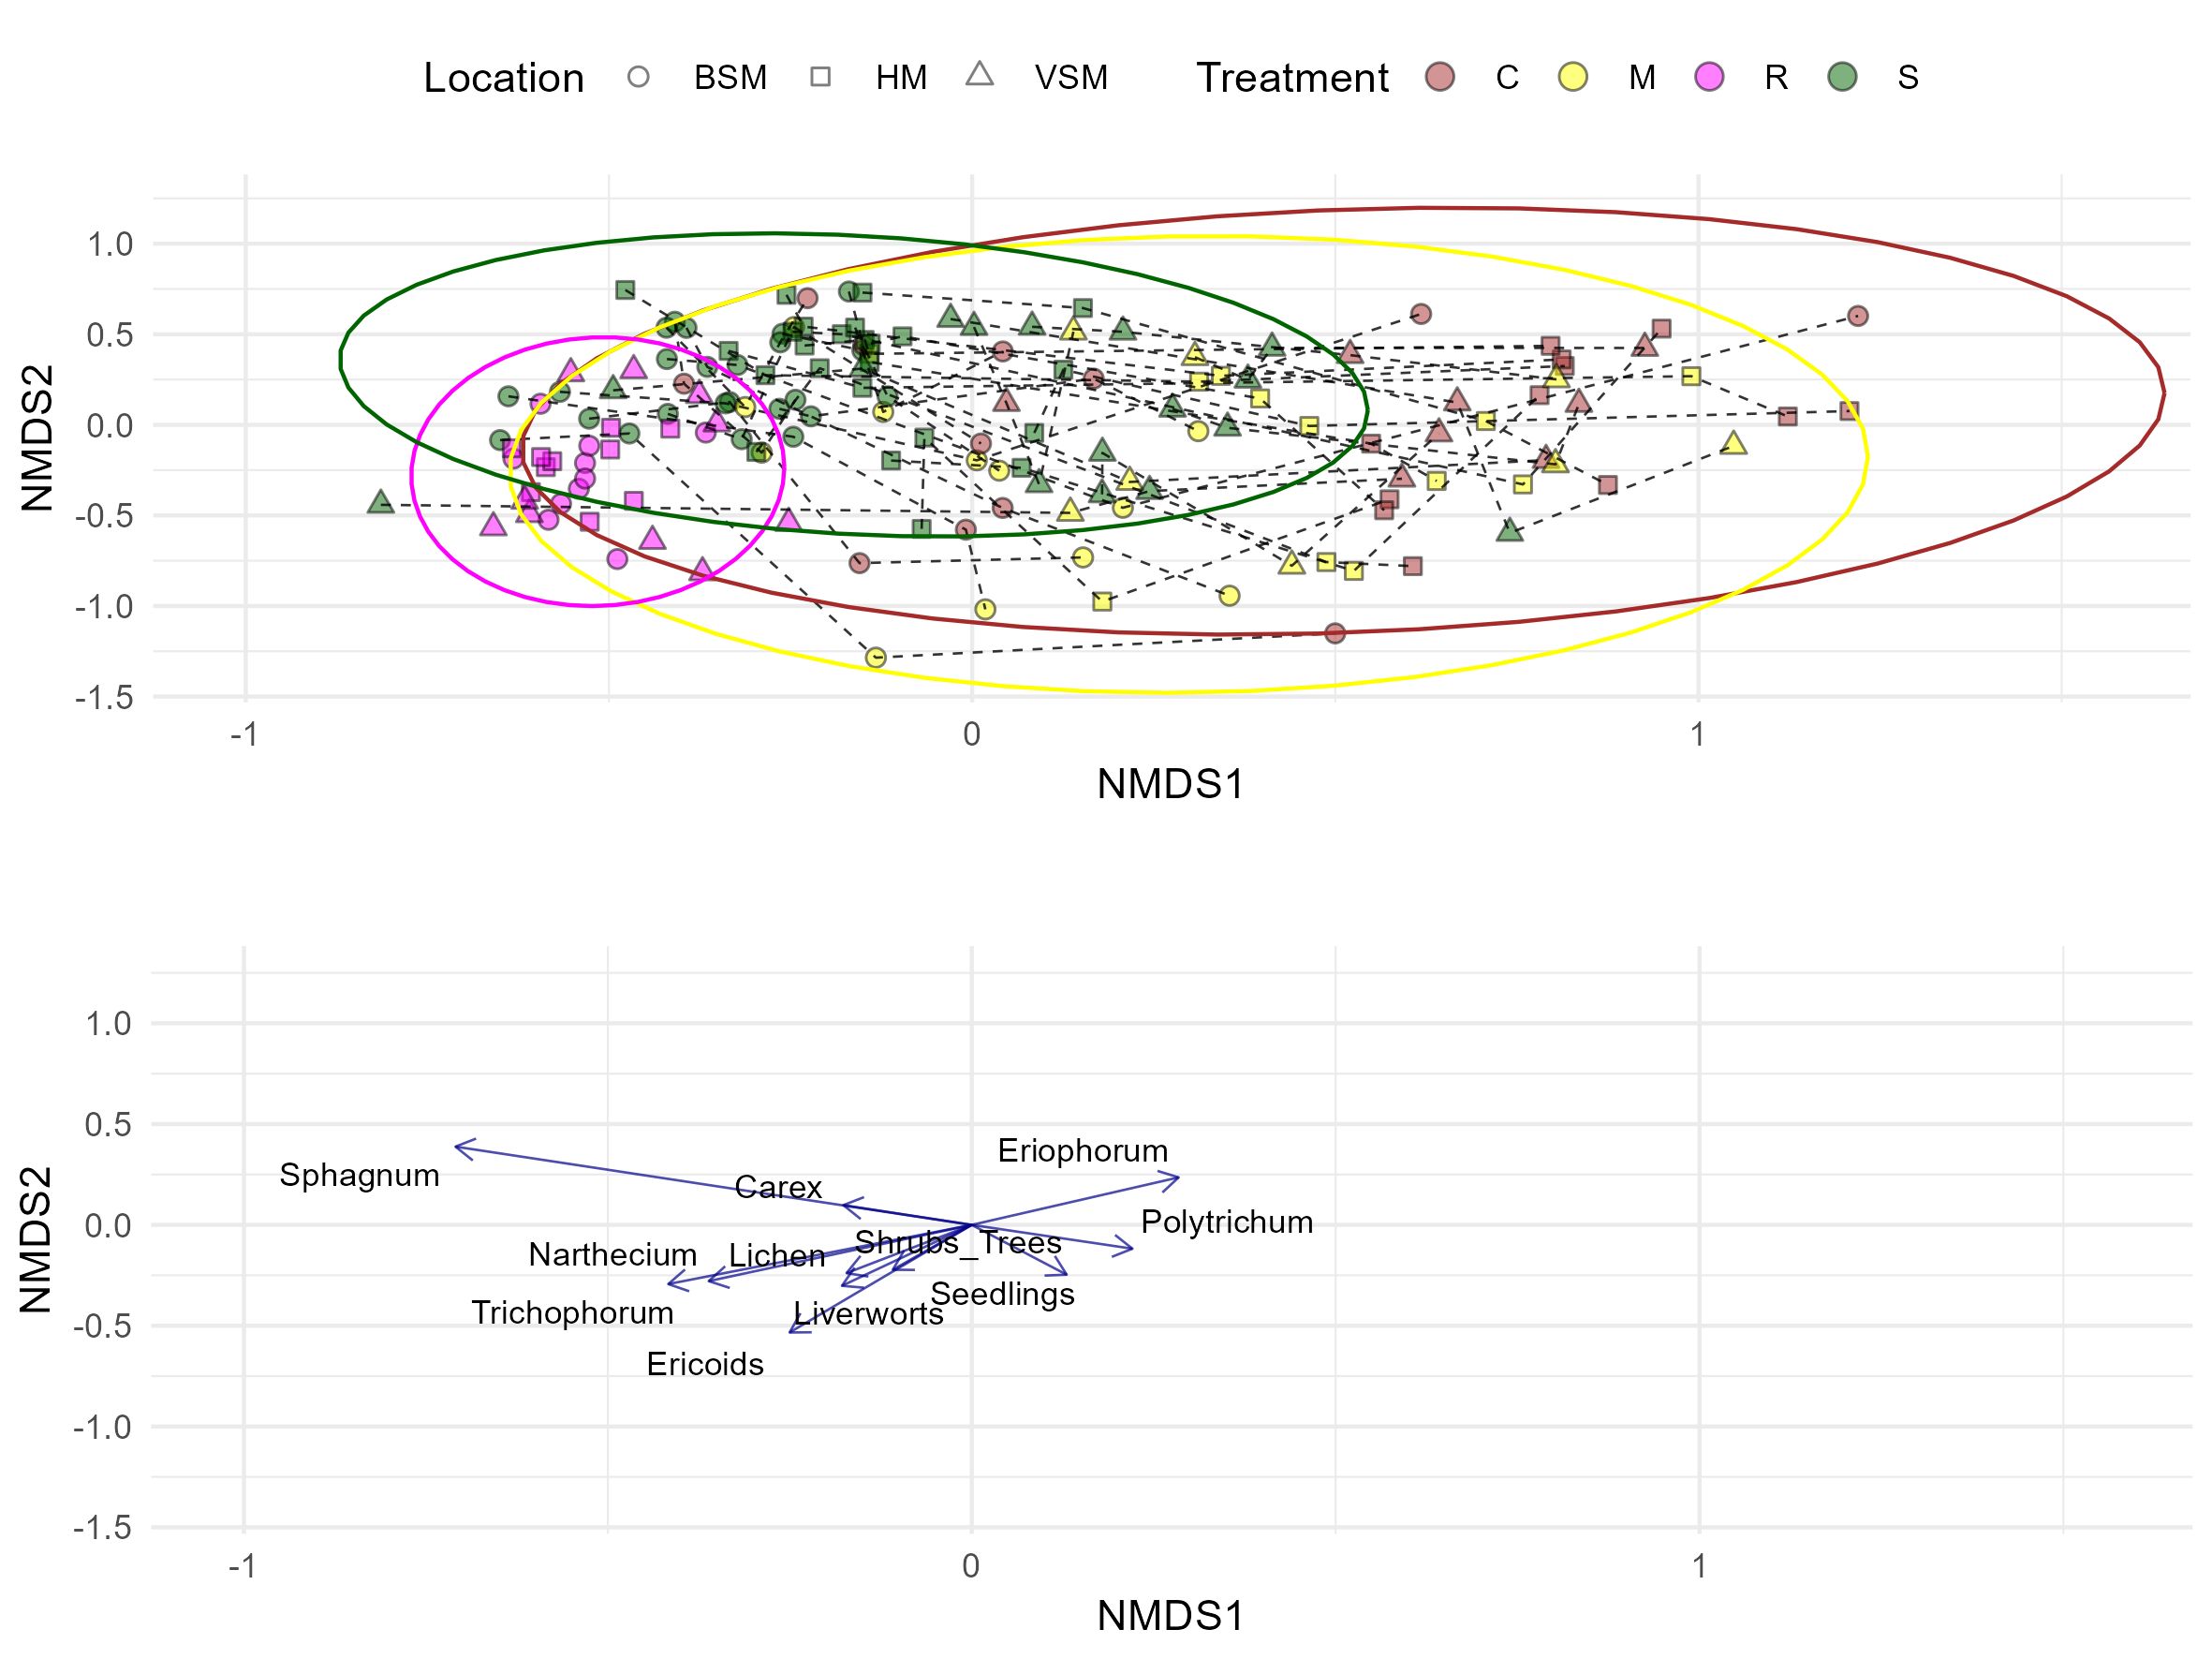 Location BSM HM VSM Treatment C M R S
NMDS2
1.0
0.5
0.0
-0.5
-1.0
-1.5
-1 0 1
NMDS1
NMDS2
1.0
0.5
0.0
-0.5
-1.0
-1.5
Eriophorum
Sphagnum
Carex
Polytrichum
Shrubs_Trees
Narthecium
Lichen
Seedlings
Trichophorum
Liverworts
Ericoids
-1 0 1
NMDS1